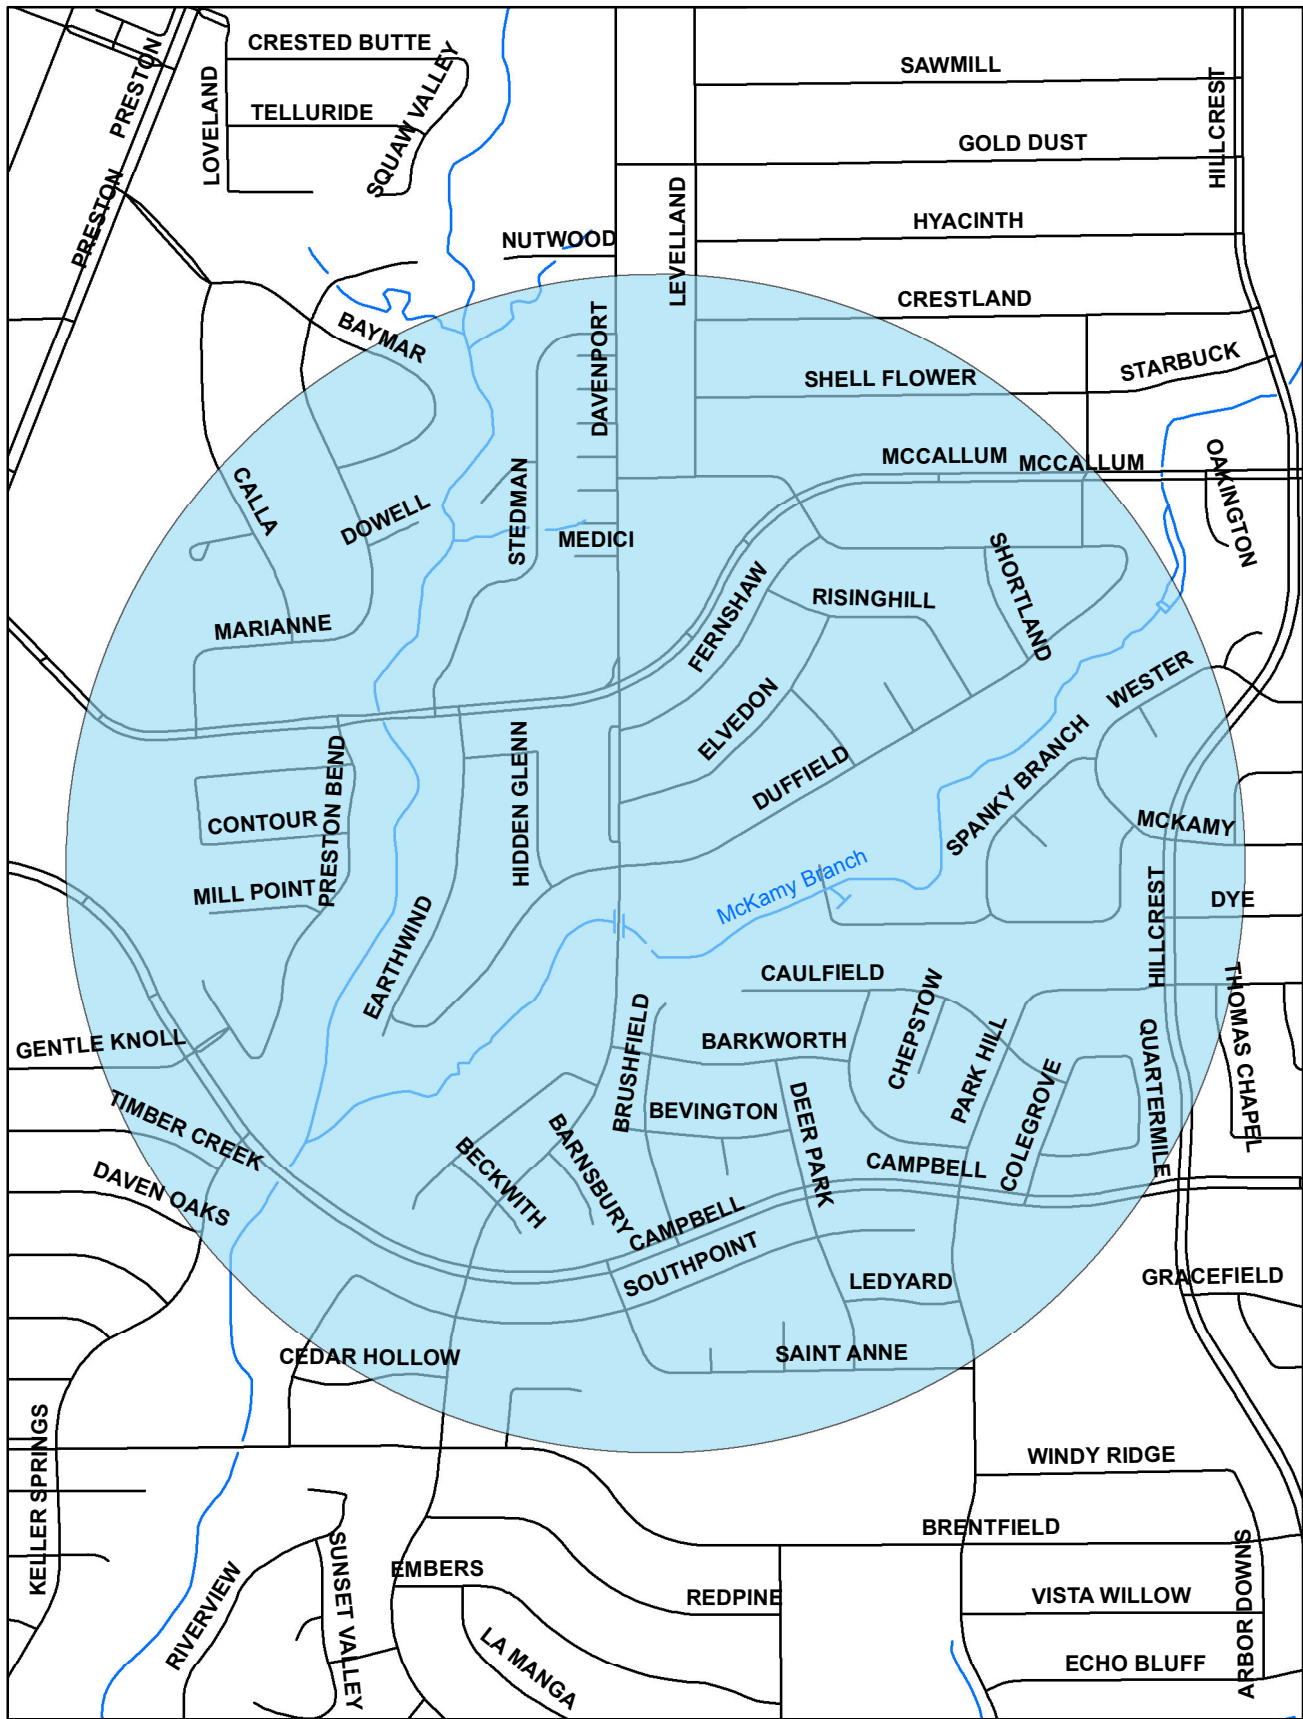 CRESTED BUTTE
PRESTON
SAWMILL
LOVELAND
TELLURIDE
SQUAW VALLEY
HILLCREST
GOLD DUST
PRESTON
LEVELLAND
HYACINTH
NUTWOOD
CRESTLAND
BAYMAR
DAVENPORT
STARBUCK
SHELL FLOWER
MCCALLUM
MCCALLUM
OAKINGTON
CALLA
DOWELL
STEDMAN
MEDICI
SHORTLAND
FERNSHAW
RISINGHILL
MARIANNE
WESTER
ELVEDON
SPANKY BRANCH
HIDDEN GLENN
PRESTON BEND
DUFFIELD
CONTOUR
MCKAMY
MILL POINT
McKamy Branch
HILLCREST
DYE
EARTHWIND
CAULFIELD
CHEPSTOW
THOMAS CHAPEL
GENTLE KNOLL
BRUSHFIELD
BARKWORTH
PARK HILL
QUARTERMILE
COLEGROVE
TIMBER CREEK
BEVINGTON
DEER PARK
BARNSBURY
BECKWITH
CAMPBELL
DAVEN OAKS
CAMPBELL
SOUTHPOINT
LEDYARD
GRACEFIELD
CEDAR HOLLOW
SAINT ANNE
KELLER SPRINGS
WINDY RIDGE
BRENTFIELD
SUNSET VALLEY
EMBERS
RIVERVIEW
REDPINE
VISTA WILLOW
ARBOR DOWNS
LA MANGA
ECHO BLUFF